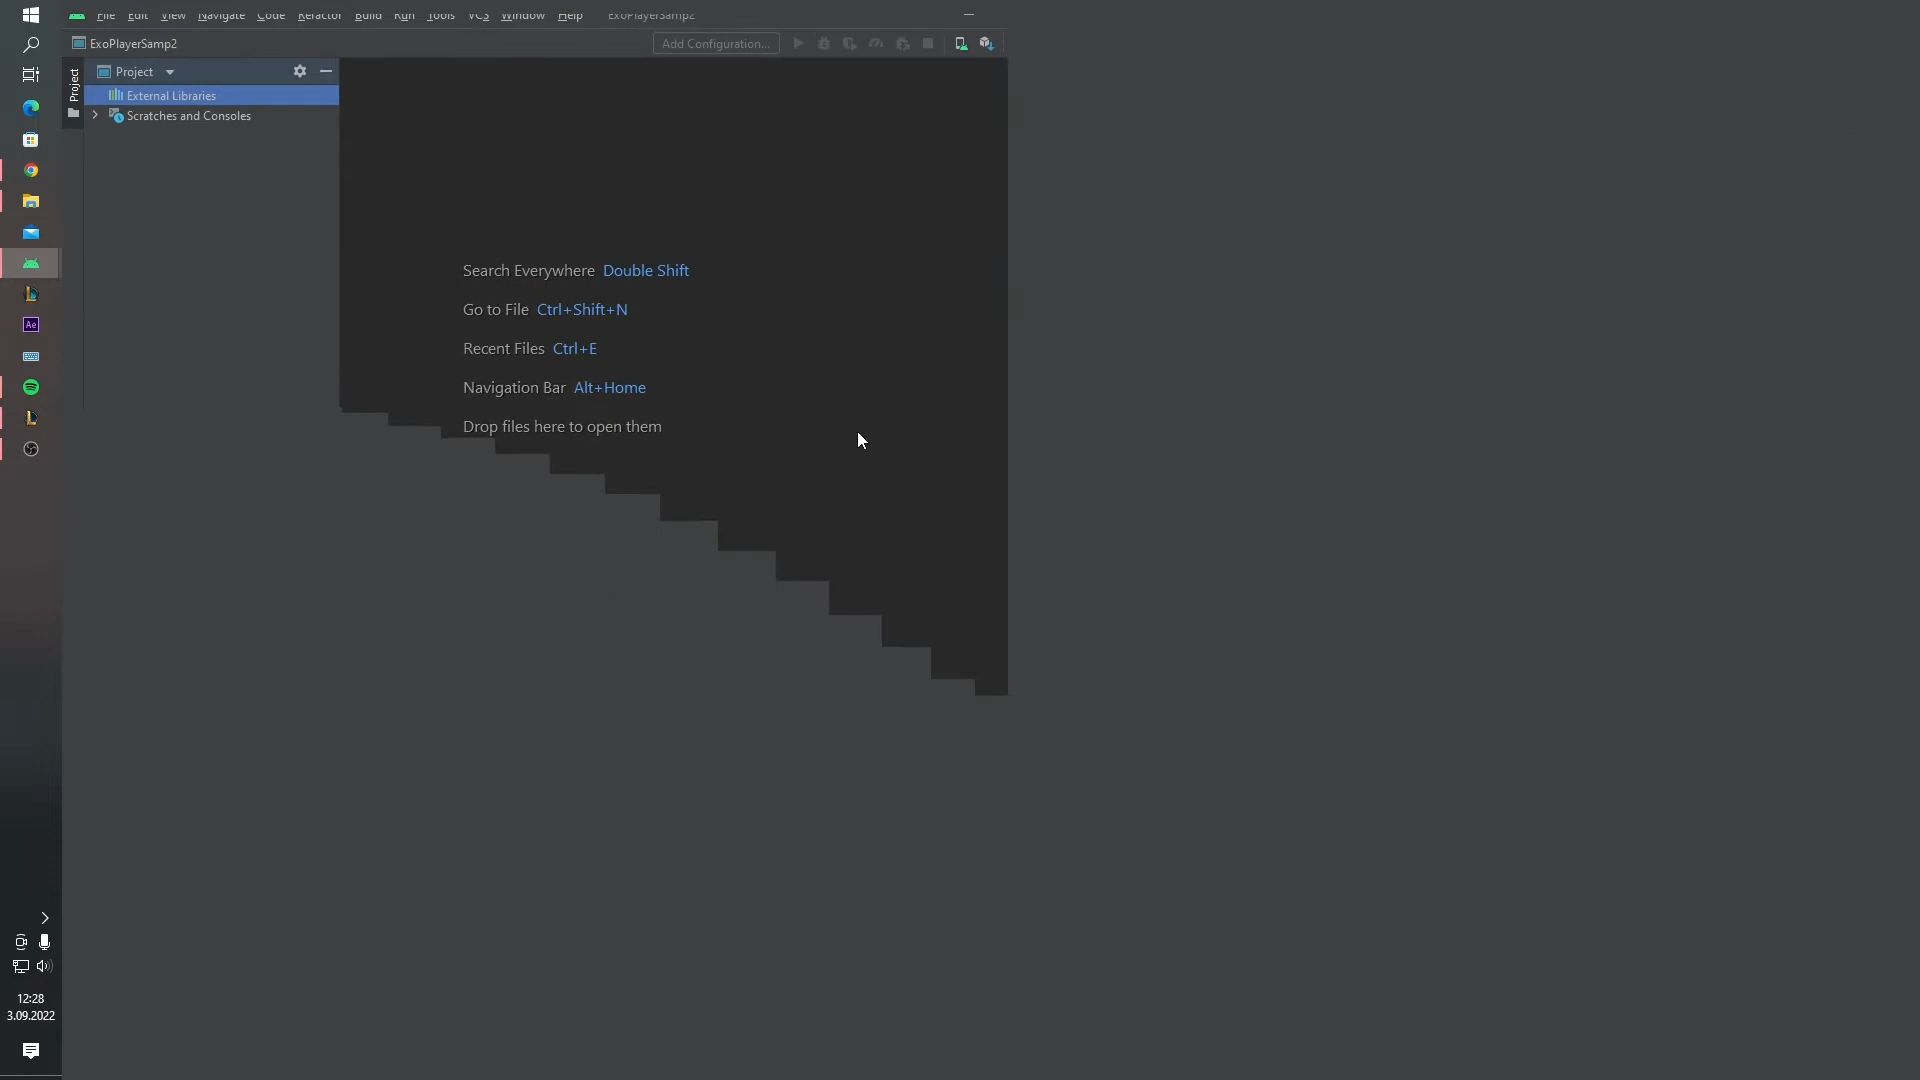 File Edit View Navigate Code Refactor Build Run Tools VCS Window Help ExoPlayerSamp2
ExoPlayerSamp2
Add Configuration...
Project
Project
External Libraries
Scratches and Consoles
Search Everywhere Double Shift
Go to File Ctrl+Shift+N
Recent Files Ctrl+E
Navigation Bar Alt+Home
Drop files here to open them
Ae
12:28
3.09.2022